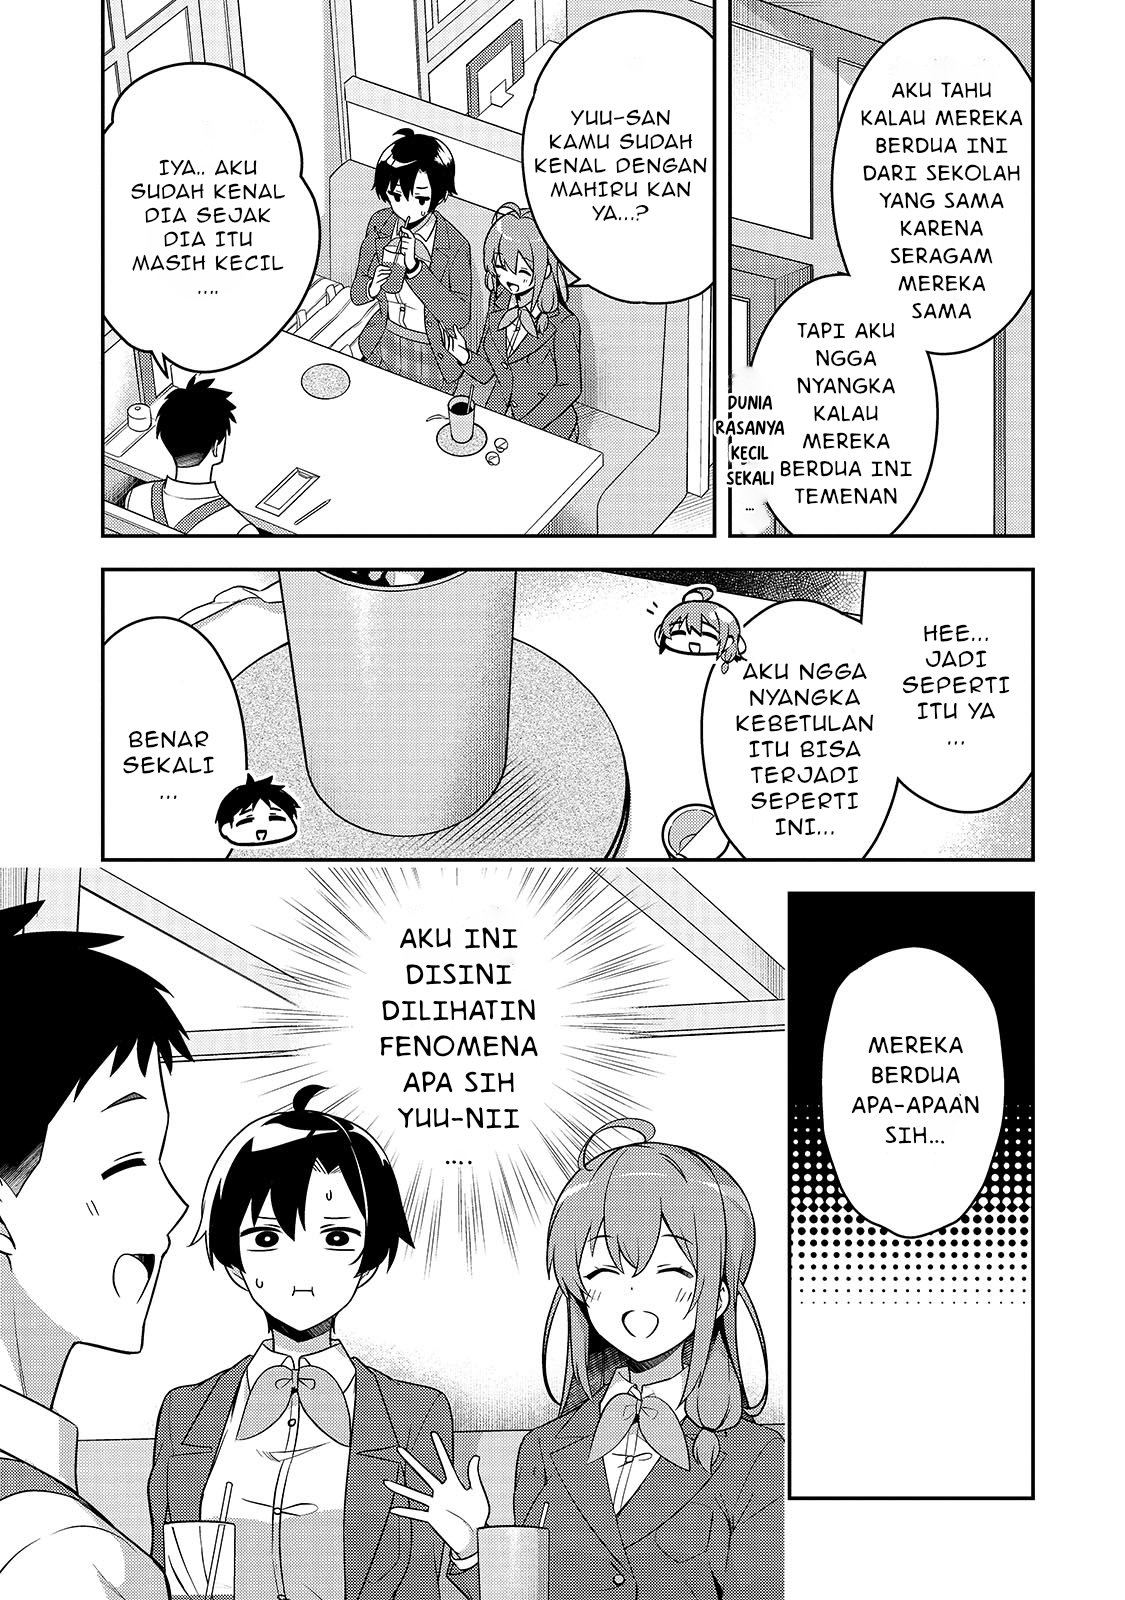 AKU TAHU
KALAU MEREKA
BERDUA INI
DARI SEKOLAH
YANG SAMA
KARENA
SERAGAM
MEREKA
SAMA
TAPI AKU
NGGA
NYANGKA
KALAU
MEREKA
BERDUA INI
TEMENAN
DUNIA
RASANYA
KECIL
SEKALI
...
YUU-SAN
KAMU SUDAH
KENAL DENGAN
MAHIRU KAN
YA...?
IYA.. AKU
SUDAH KENAL
DIA SEJAK
DIA ITU
MASIH KECIL
....
HEE...
JADI
SEPERTI
ITU YA
...
AKU NGGA
NYANGKA
KEBETULAN
ITU BISA
TERJADI
SEPERTI
INI...
BENAR
SEKALI
...
MEREKA
BERDUA
APA-APAAN
SIH...
AKU INI
DISINI
DILIHATIN
FENOMENA
APA SIH
YUU-NII
....